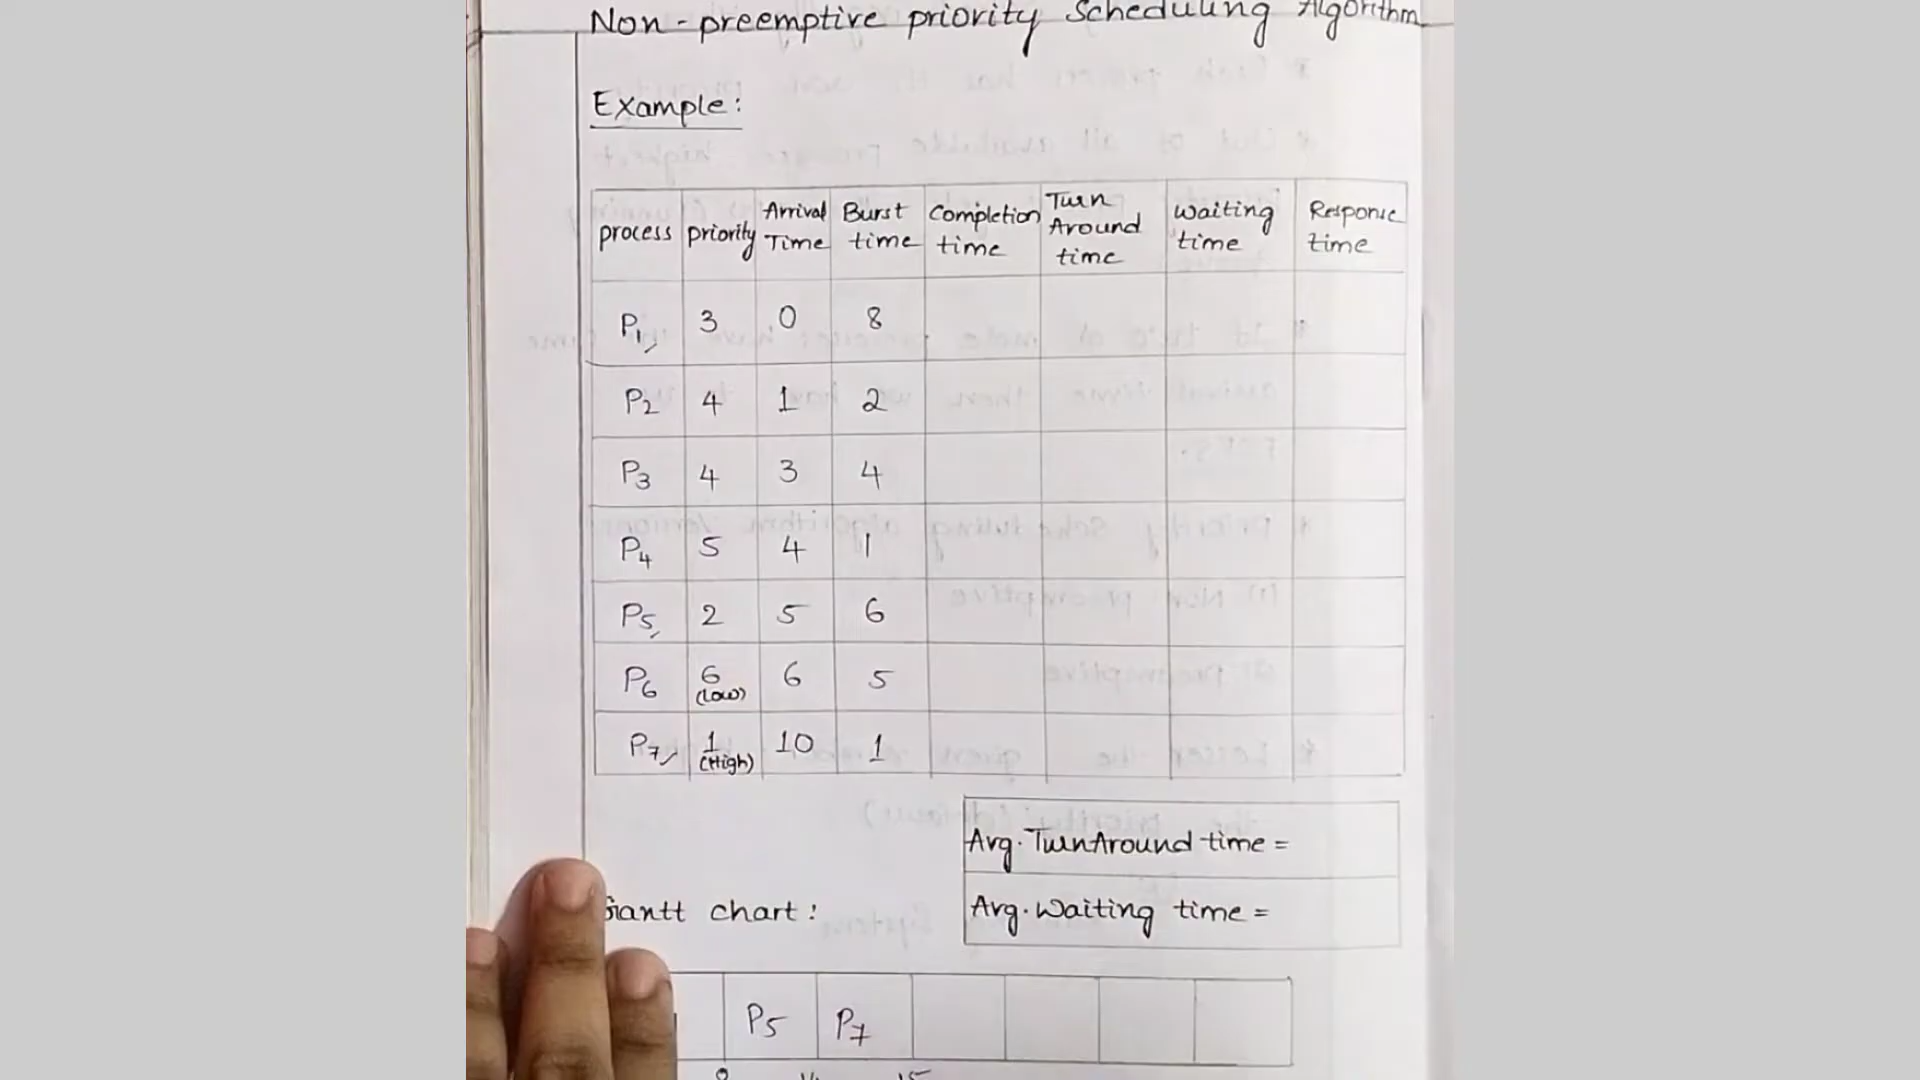 Non-preemptive priority Scheduling Algorithm
Example:
process priority Arrival Time Burst time Completion time Turn Around time Waiting time Response time
P1 3 0 8
P2 4 1 2
P3 4 3 4
P4 5 4 1
P5 2 5 6
P6 6 (Low) 6 5
P7 1 (High) 10 1
Avg. TurnAround time =
Avg. Waiting time =
chart:
P5 P7
15